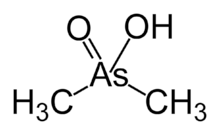 O OH
As
H₃C CH₃